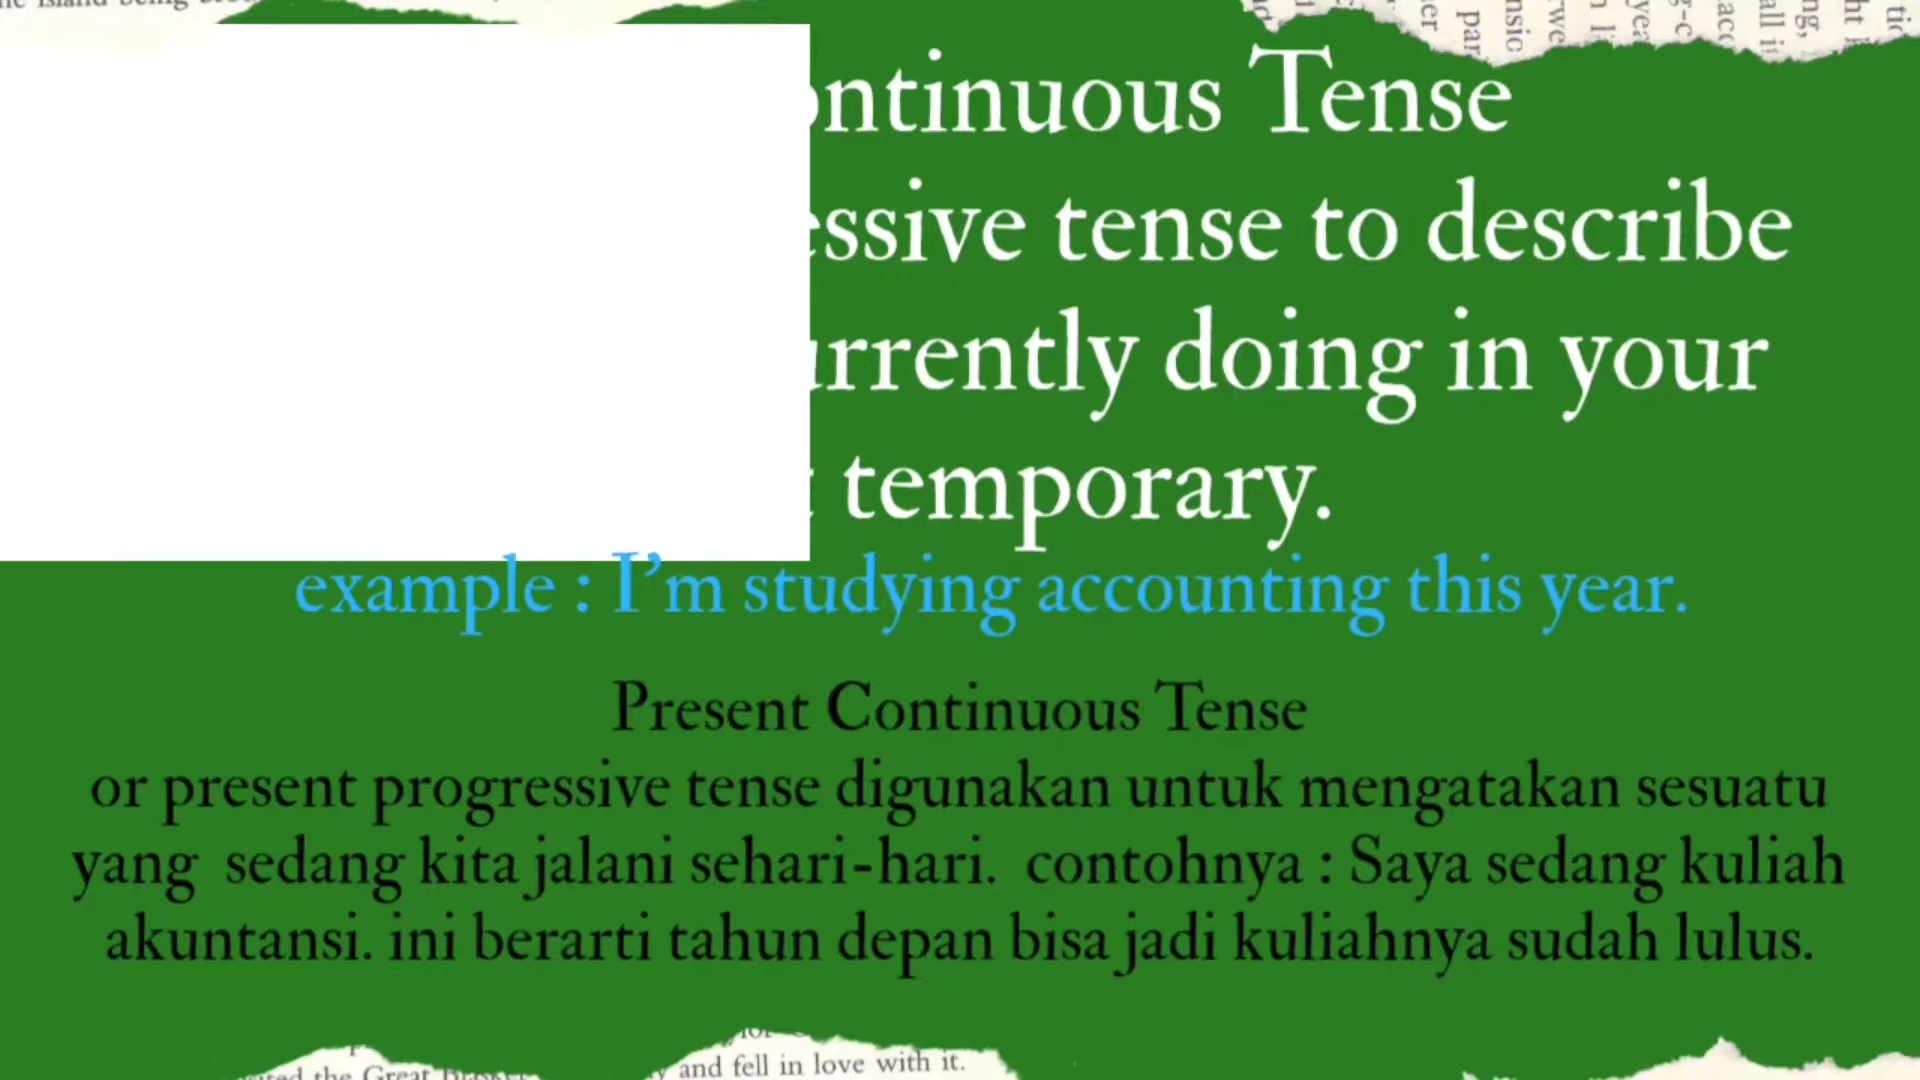 ontinuous Tense
essive tense to describe
urrently doing in your
temporary.
example : I'm studying accounting this year.
Present Continuous Tense
or present progressive tense digunakan untuk mengatakan sesuatu
yang sedang kita jalani sehari-hari. contohnya : Saya sedang kuliah
akuntansi. ini berarti tahun depan bisa jadi kuliahnya sudah lulus.
and fell in love with it.